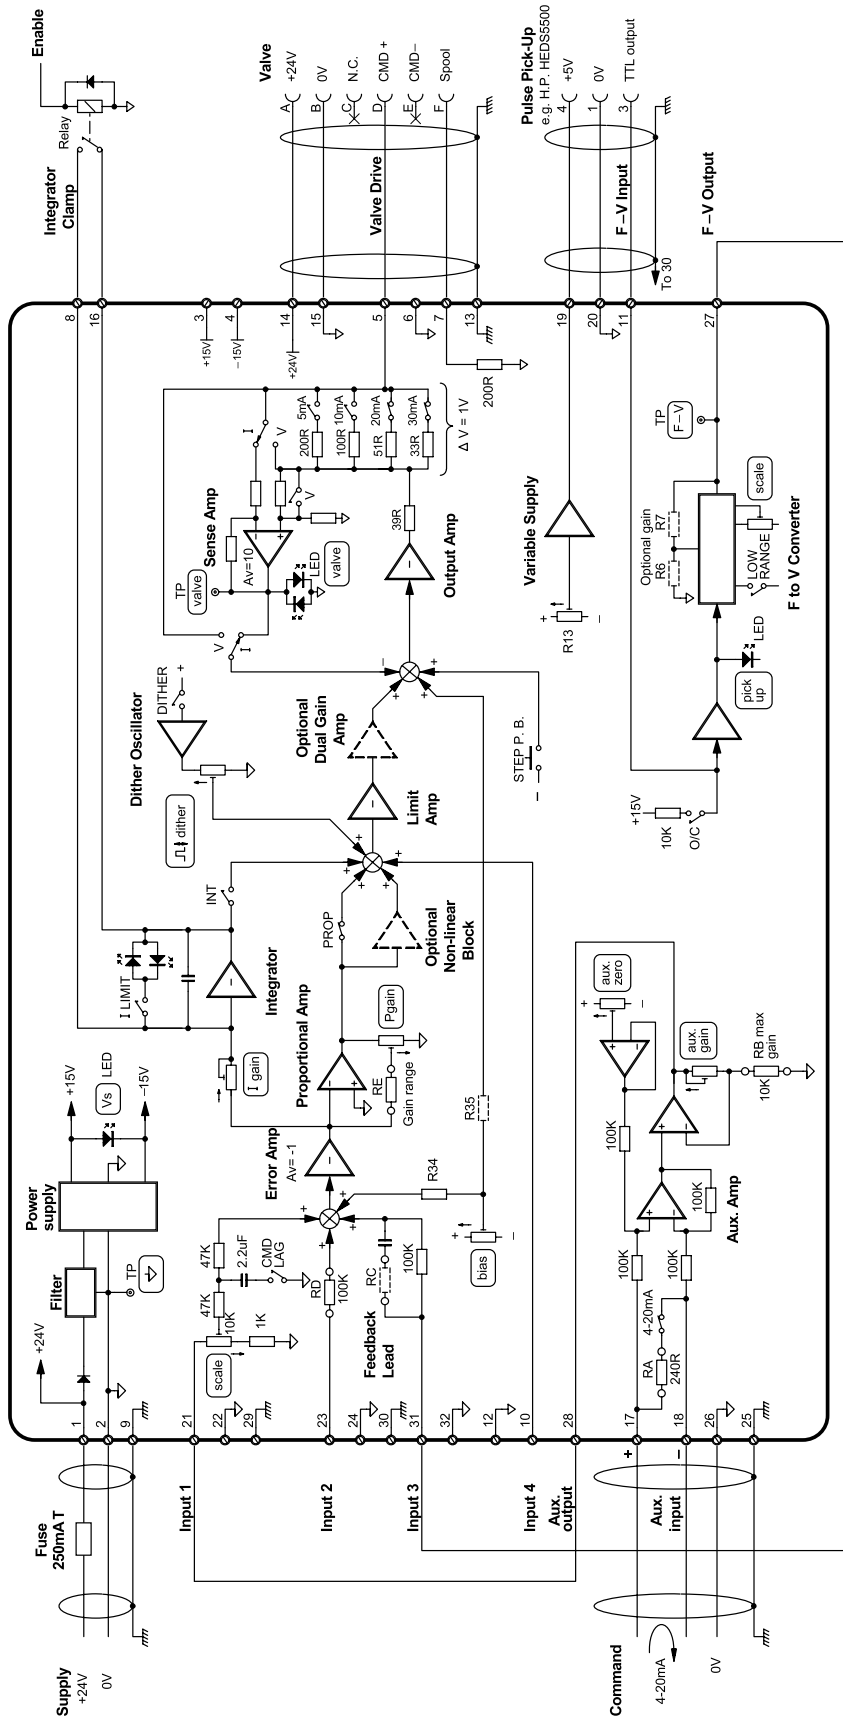 Supply
+24V
0V
Fuse
250mA T
1
2
9
+24V
Filter
TP
Power
supply
+15V
Vs
LED
–15V
8
16
Integrator
Clamp
Relay
Enable
3
+15V
4
–15V
14
+24V
15
5
6
7
13
200R
Valve Drive
Valve
A
+24V
B
0V
C
N.C.
D
CMD +
E
CMD–
F
Spool
Input 1
21
22
29
scale
10K
1K
47K
47K
2.2uF
CMD
LAG
I gain
I LIMIT
Integrator
INT
dither
Dither Oscillator
DITHER
+
TP
valve
Sense Amp
Av=10
–
+
LED
valve
V
I
I
V
V
200R
5mA
100R
10mA
51R
20mA
33R
30mA
Δ V = 1V
39R
Output Amp
Input 2
23
24
30
RD
100K
Error Amp
Av= -1
–
Proportional Amp
–
+
Pgain
RE
Gain range
PROP
Optional
Non-linear
Block
Limit
Amp
–
Optional
Dual Gain
Amp
–
Input 3
31
32
12
Feedback
Lead
RC
100K
R34
R35
bias
+
–
STEP P. B.
–
Input 4
10
Aux.
output
28
Variable Supply
R13
+
–
19
20
11
F –V Input
Pulse Pick-Up
e.g. H.P. HEDS5500
4
+5V
1
0V
3
TTL output
To 30
Command
4-20mA
0V
Aux.
input
+
–
17
18
26
25
RA
240R
4-20mA
100K
100K
100K
100K
Aux. Amp
aux.
zero
aux.
gain
10K
RB max
gain
+15V
10K
O/C
pick
up
LED
Optional gain
R6
R7
LOW
RANGE
scale
F to V Converter
TP
F–V
27
F –V Output